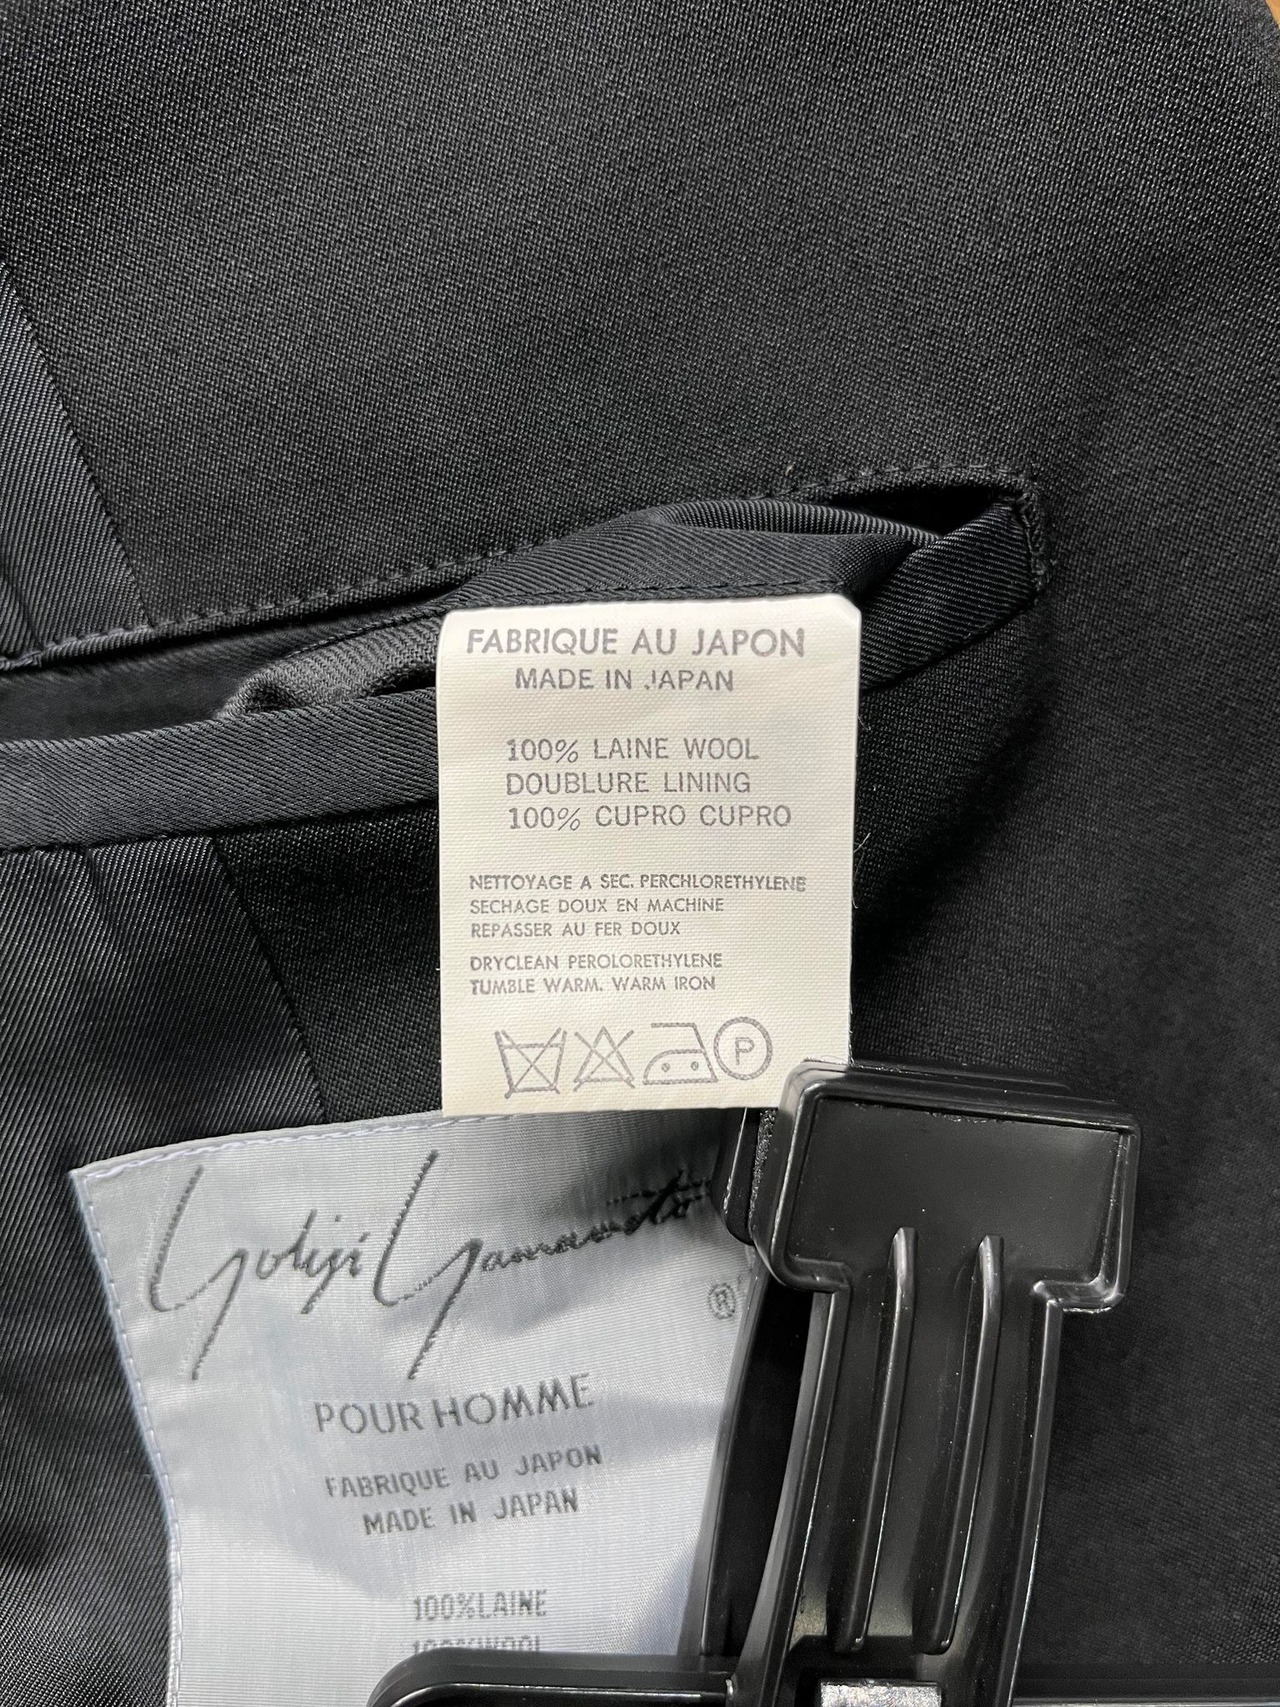 FABRIQUE AU JAPON
MADE IN JAPAN
100% LAINE WOOL
DOUBLURE LINING
100% CUPRO CUPRO
NETTOYAGE A SEC. PERCHLORETHYLENE
SECHAGE DOUX EN MACHINE
REPASSER AU FER DOUX
DRYCLEAN PEROLORETHYLENE
TUMBLE WARM. WARM IRON
P
Yohji Yamamoto
®
POUR HOMME
FABRIQUE AU JAPON
MADE IN JAPAN
100%LAINE
100%WOOL